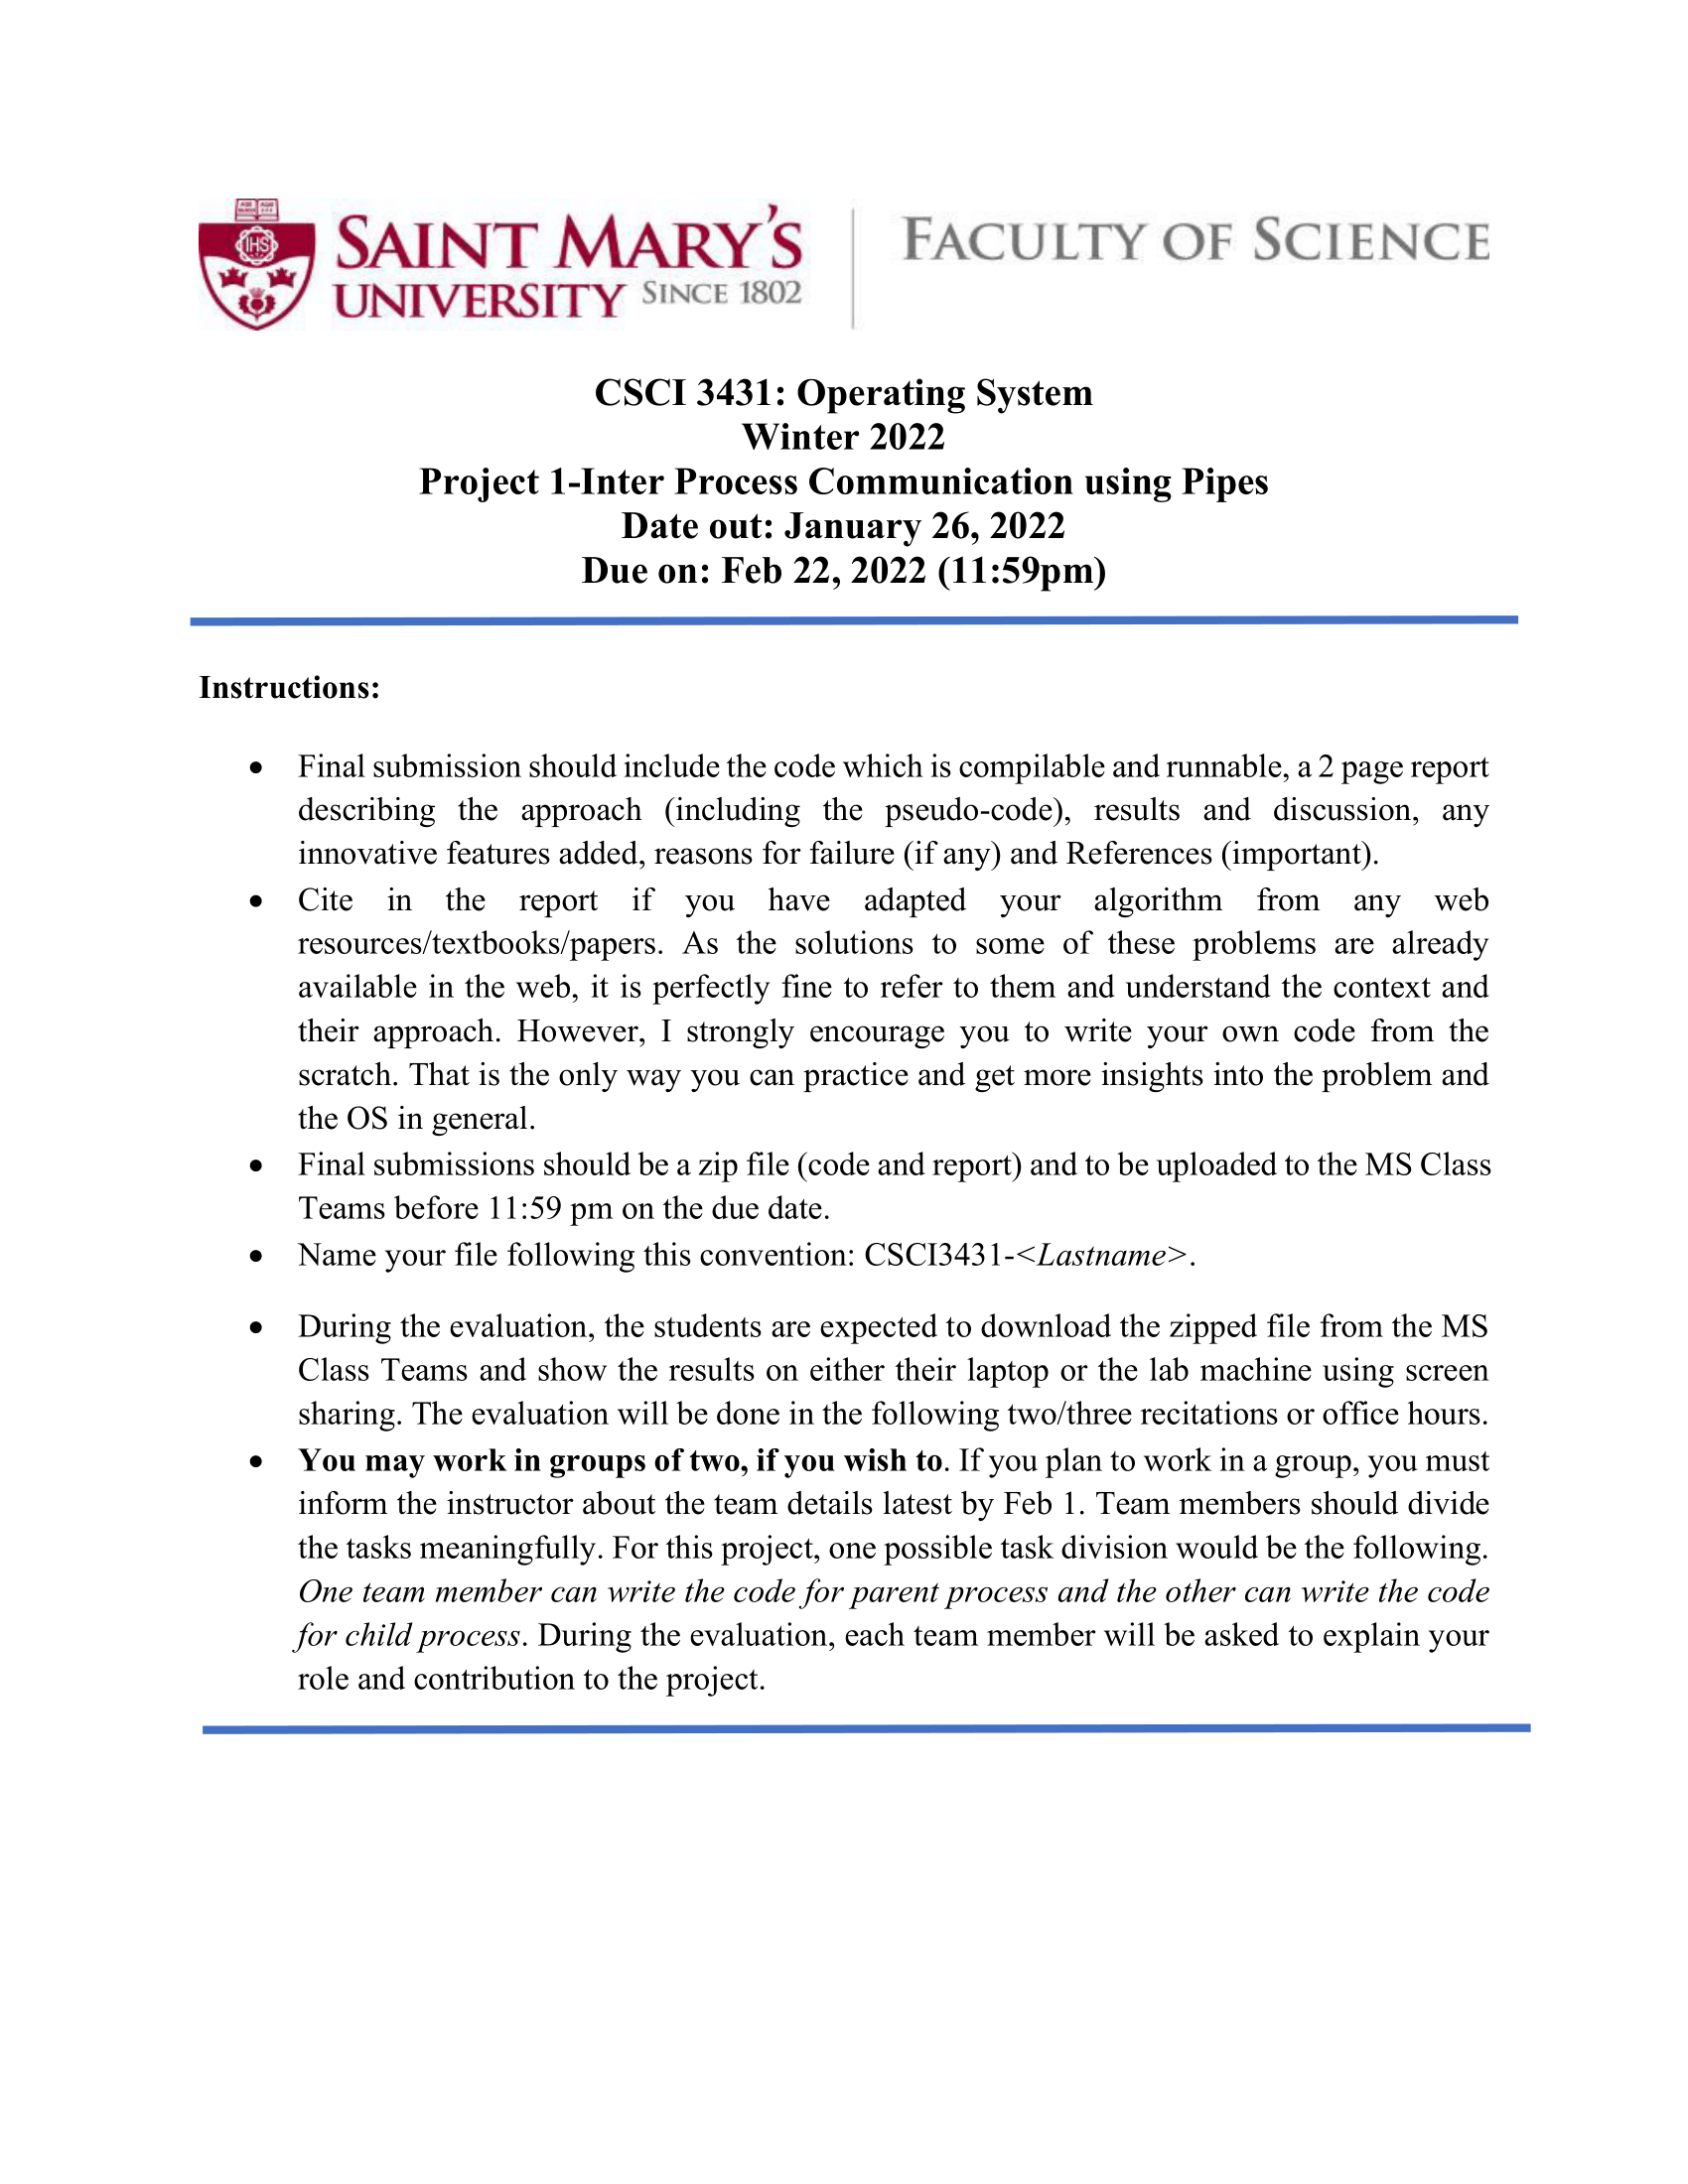 SAINT MARY'S
UNIVERSITY SINCE 1802
FACULTY OF SCIENCE
IHS
CSCI 3431: Operating System
Winter 2022
Project 1-Inter Process Communication using Pipes
Date out: January 26, 2022
Due on: Feb 22, 2022 (11:59pm)
Instructions:
• Final submission should include the code which is compilable and runnable, a 2 page report
describing the approach (including the pseudo-code), results and discussion, any
innovative features added, reasons for failure (if any) and References (important).
• Cite in the report if you have adapted your algorithm from any web
resources/textbooks/papers. As the solutions to some of these problems are already
available in the web, it is perfectly fine to refer to them and understand the context and
their approach. However, I strongly encourage you to write your own code from the
scratch. That is the only way you can practice and get more insights into the problem and
the OS in general.
• Final submissions should be a zip file (code and report) and to be uploaded to the MS Class
Teams before 11:59 pm on the due date.
• Name your file following this convention: CSCI3431-<Lastname>.
• During the evaluation, the students are expected to download the zipped file from the MS
Class Teams and show the results on either their laptop or the lab machine using screen
sharing. The evaluation will be done in the following two/three recitations or office hours.
• You may work in groups of two, if you wish to. If you plan to work in a group, you must
inform the instructor about the team details latest by Feb 1. Team members should divide
the tasks meaningfully. For this project, one possible task division would be the following.
One team member can write the code for parent process and the other can write the code
for child process. During the evaluation, each team member will be asked to explain your
role and contribution to the project.